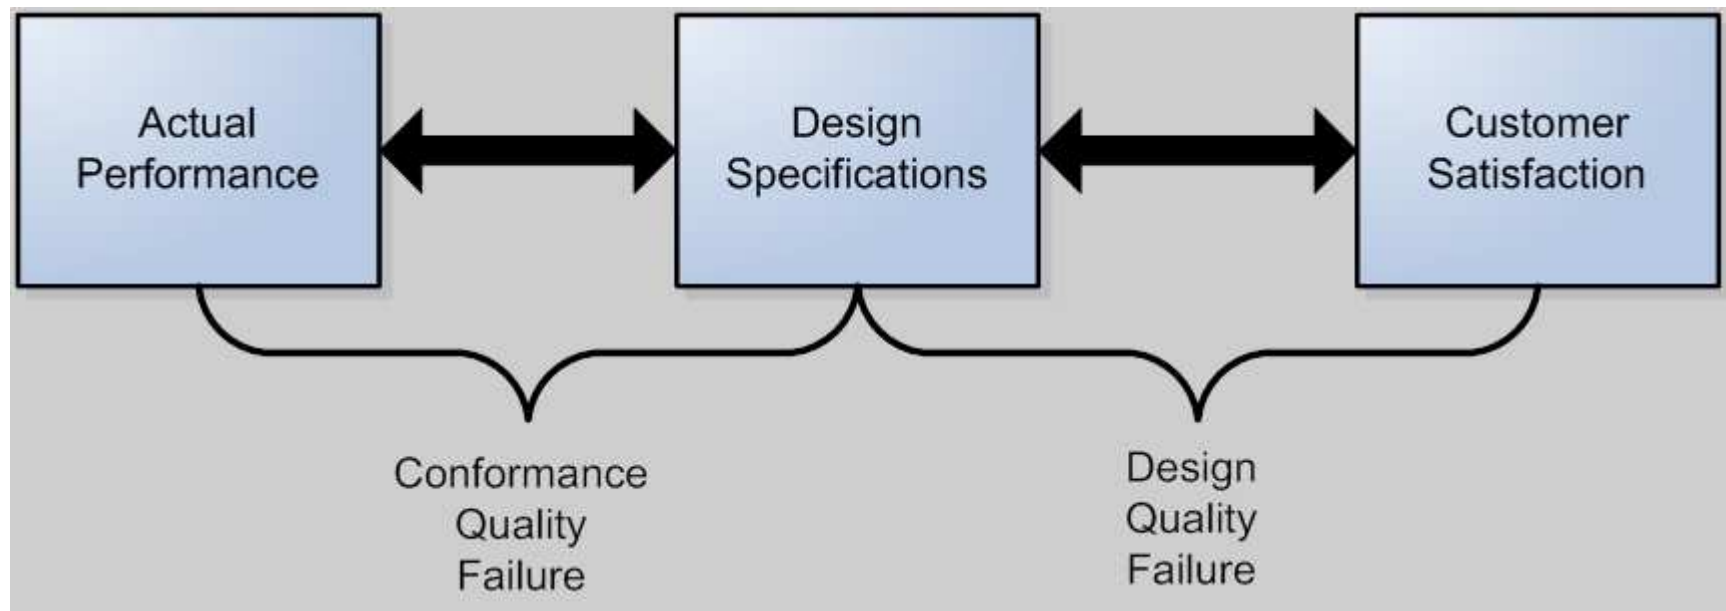 Actual
Performance
Design
Specifications
Customer
Satisfaction
Conformance
Quality
Failure
Design
Quality
Failure